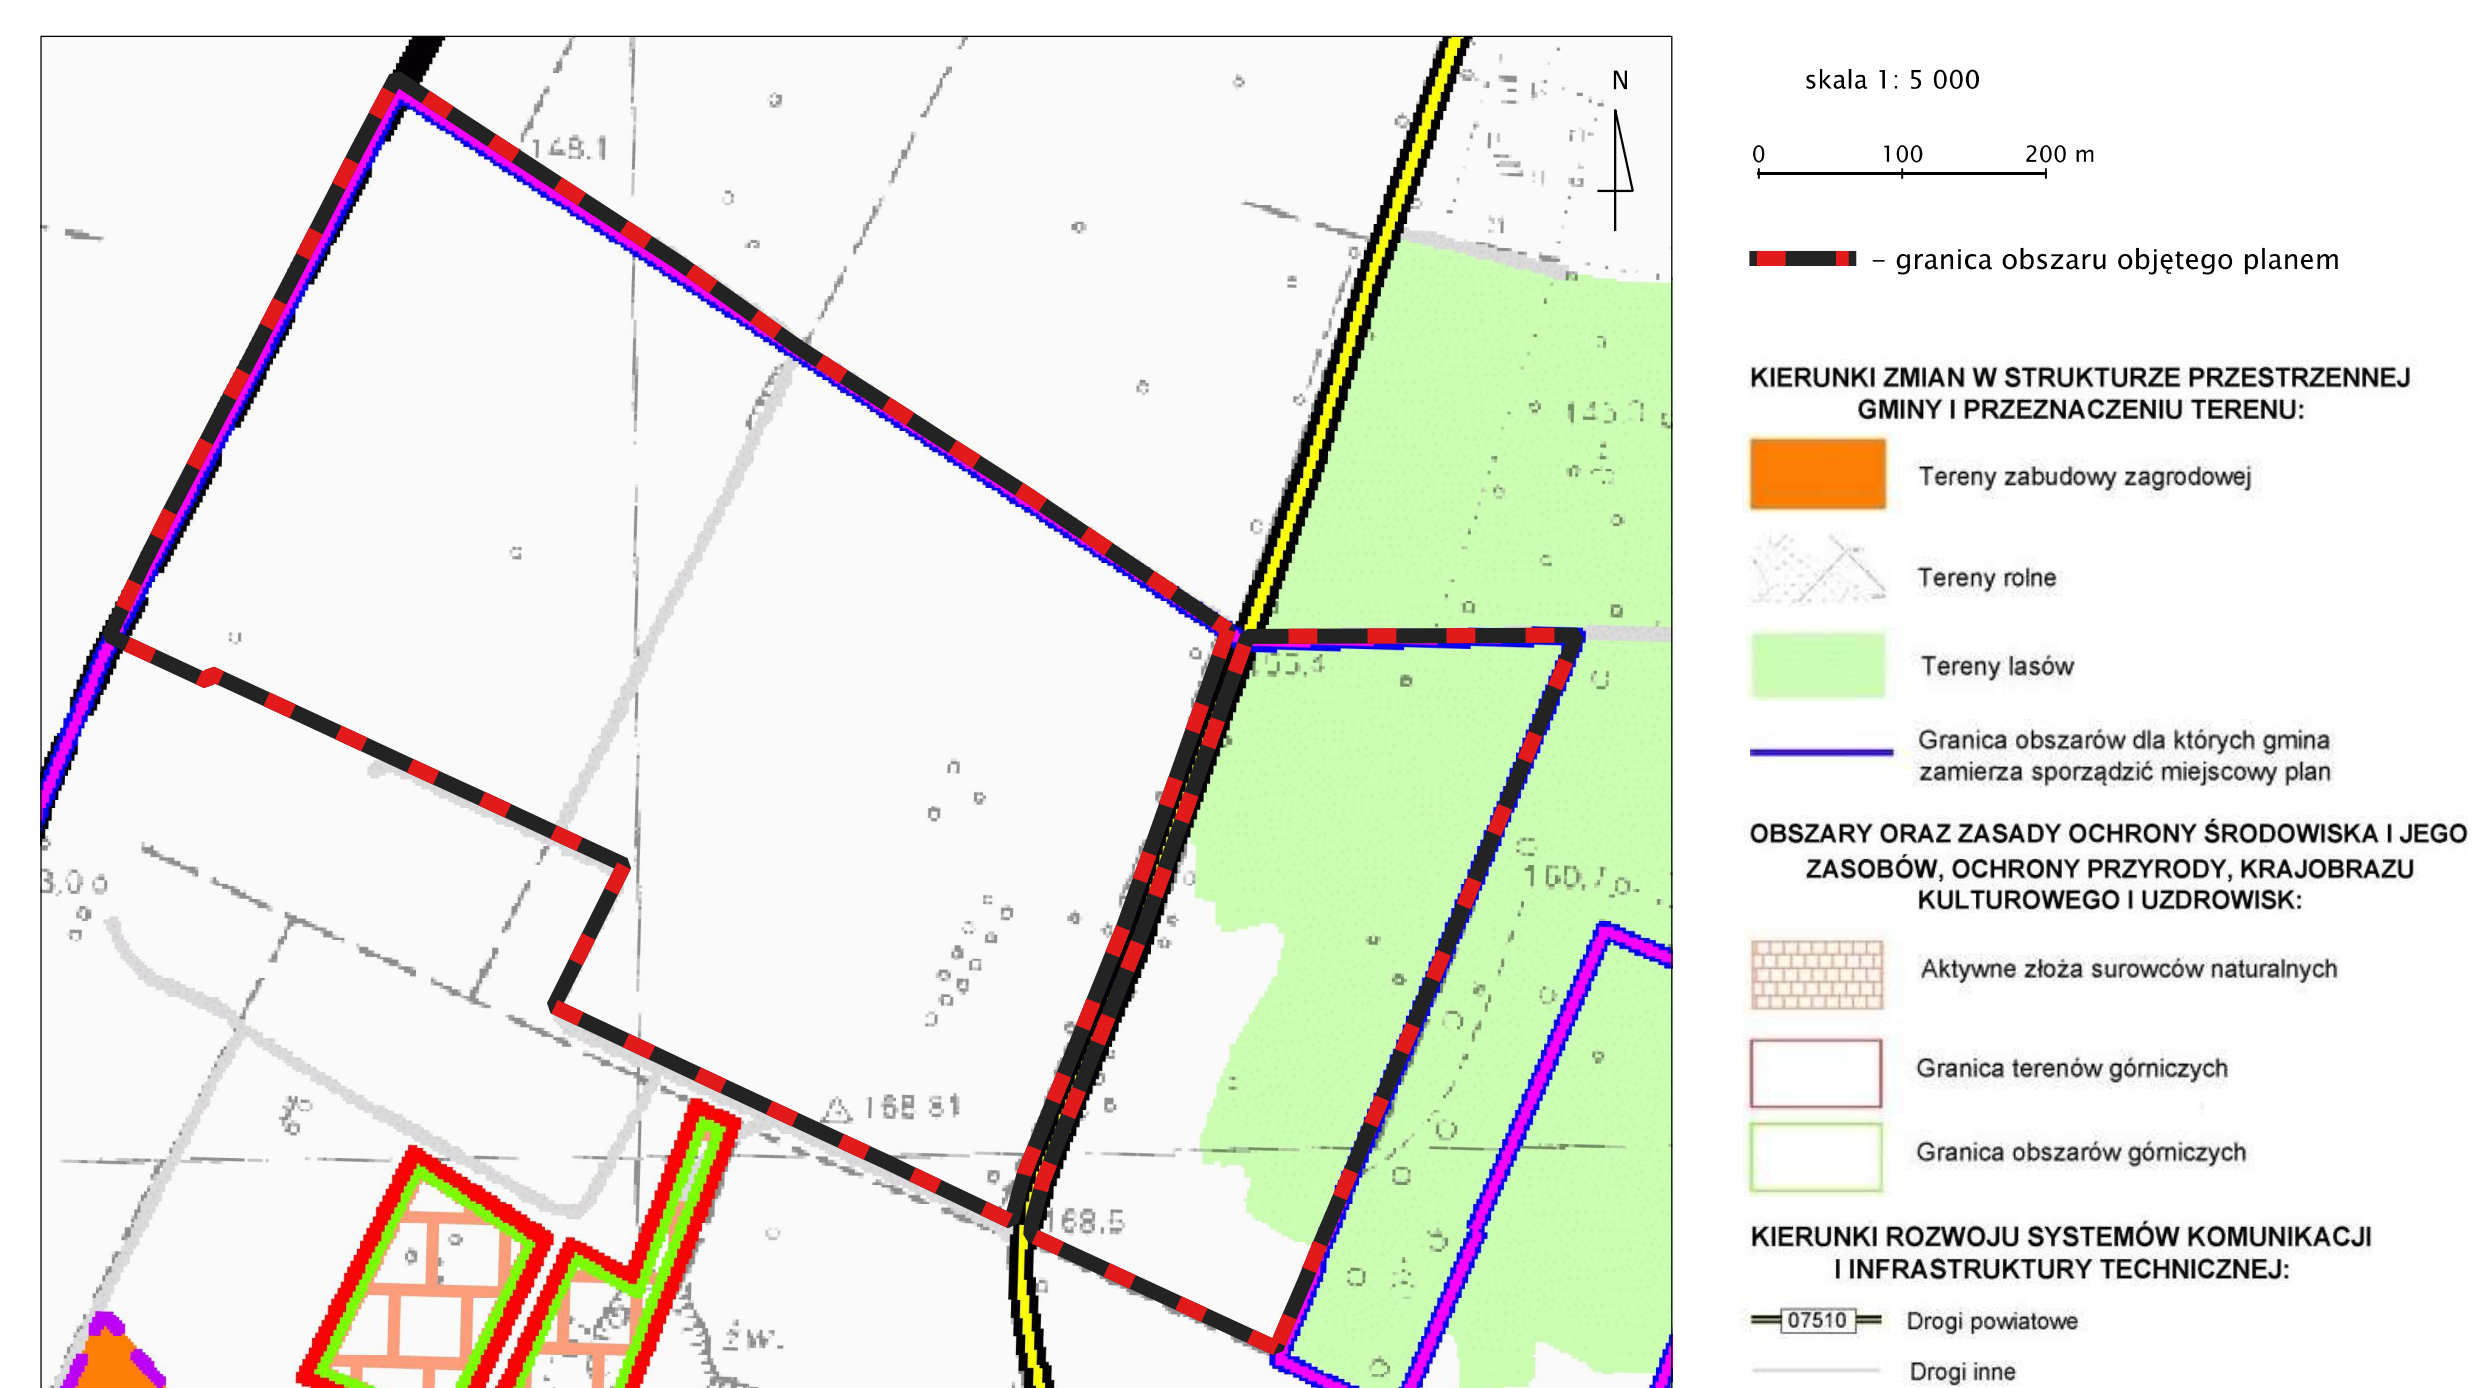 N
148.1
168.5
168 81
160.7
ż w.
skala 1: 5 000
0 100 200 m
– granica obszaru objętego planem
KIERUNKI ZMIAN W STRUKTURZE PRZESTRZENNEJ
GMINY I PRZEZNACZENIU TERENU:
Tereny zabudowy zagrodowej
Tereny rolne
Tereny lasów
Granica obszarów dla których gmina
zamierza sporządzić miejscowy plan
OBSZARY ORAZ ZASADY OCHRONY ŚRODOWISKA I JEGO
ZASOBÓW, OCHRONY PRZYRODY, KRAJOBRAZU
KULTUROWEGO I UZDROWISK:
Aktywne złoża surowców naturalnych
Granica terenów górniczych
Granica obszarów górniczych
KIERUNKI ROZWOJU SYSTEMÓW KOMUNIKACJI
I INFRASTRUKTURY TECHNICZNEJ:
07510 Drogi powiatowe
Drogi inne